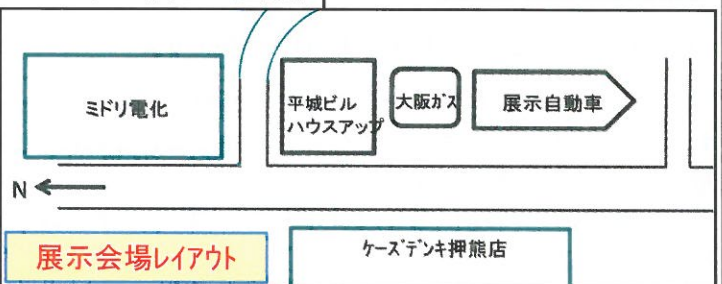 ミドリ電化
平城ビル
ハウスアップ
大阪ガス
展示自動車
N
展示会場レイアウト
ケーズデンキ押熊店